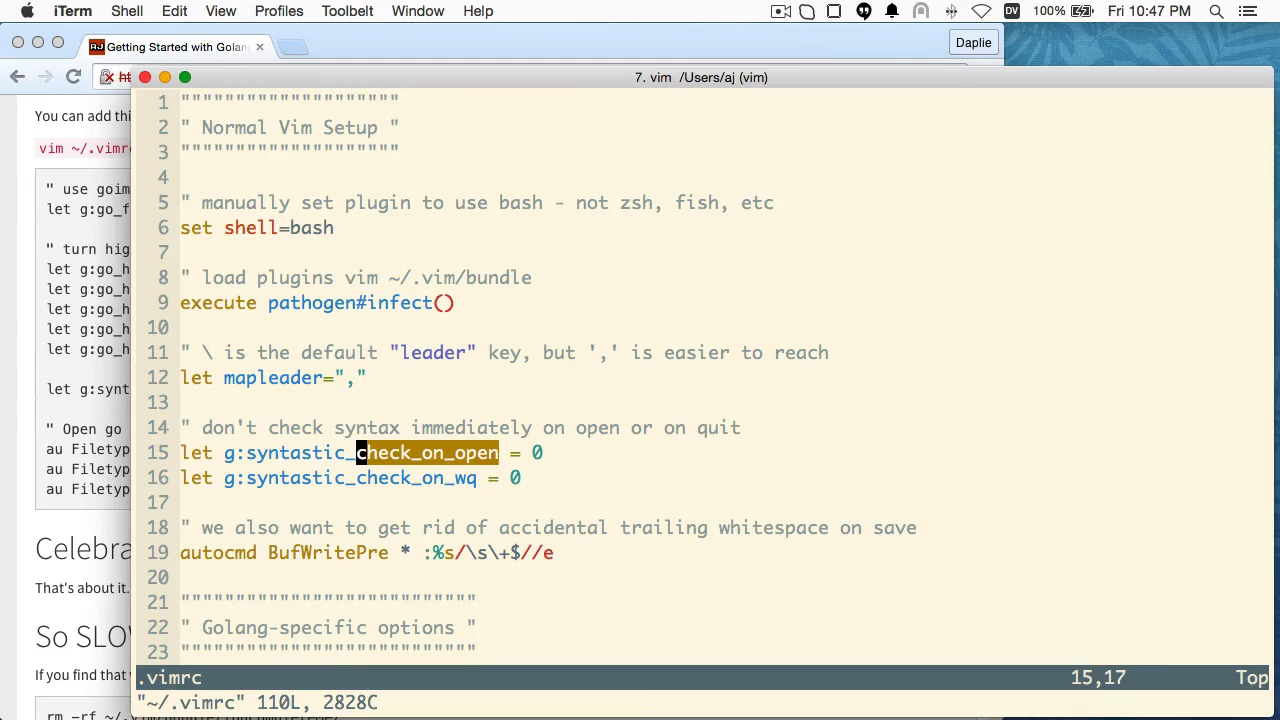 iTerm Shell Edit View Profiles Toolbelt Window Help DV 100% Fri 10:47 PM
AJ Getting Started with Golan Daplie
7. vim /Users/aj (vim)
You can add thi
vim ~/.vimrc
" use goim
let g:go_f
" turn hig
let g:go_h
let g:go_h
let g:go_h
let g:go_h
let g:go_h
let g:synt
" Open go
au Filetyp
au Filetyp
au Filetyp
Celebra
That's about it.
So SLOW
If you find that
1 """"""""""""""""""""
2 " Normal Vim Setup "
3 """"""""""""""""""""
4
5 " manually set plugin to use bash - not zsh, fish, etc
6 set shell=bash
7
8 " load plugins vim ~/.vim/bundle
9 execute pathogen#infect()
10
11 " \ is the default "leader" key, but ',' is easier to reach
12 let mapleader=","
13
14 " don't check syntax immediately on open or on quit
15 let g:syntastic_check_on_open = 0
16 let g:syntastic_check_on_wq = 0
17
18 " we also want to get rid of accidental trailing whitespace on save
19 autocmd BufWritePre * :%s/\s\+$//e
20
21 """""""""""""""""""""""""""
22 " Golang-specific options "
23 """""""""""""""""""""""""""
.vimrc 15,17 Top
"~/.vimrc" 110L, 2828C